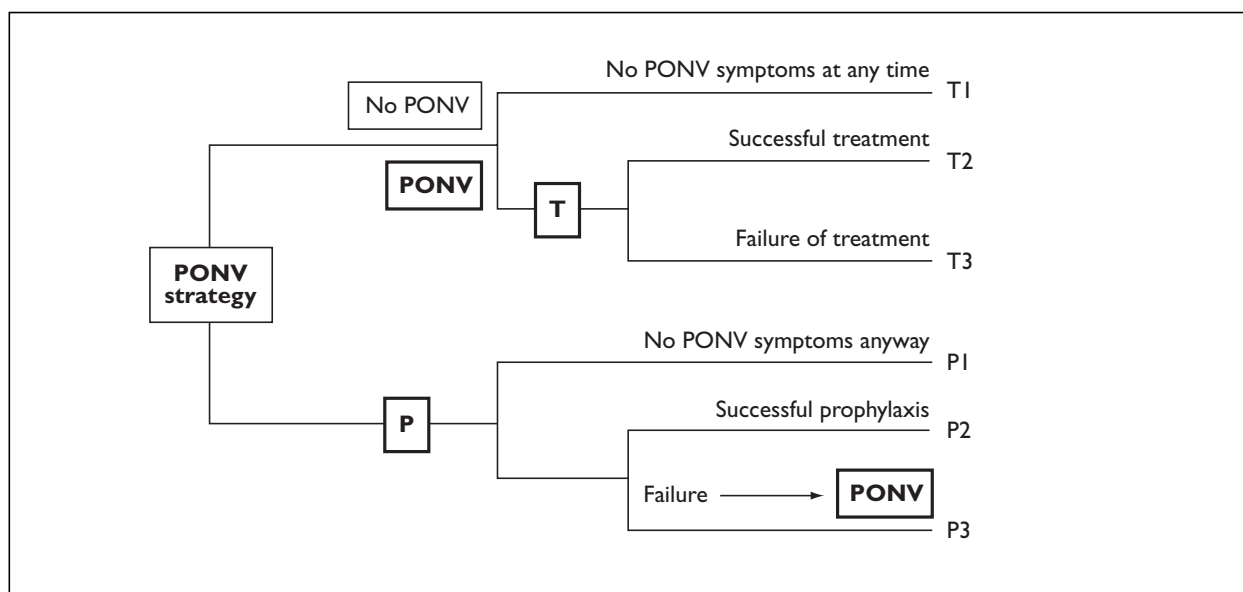 No PONV symptoms at any time
T1
No PONV
Successful treatment
T2
PONV
T
Failure of treatment
T3
PONV
strategy
No PONV symptoms anyway
P1
Successful prophylaxis
P
P2
Failure
PONV
P3